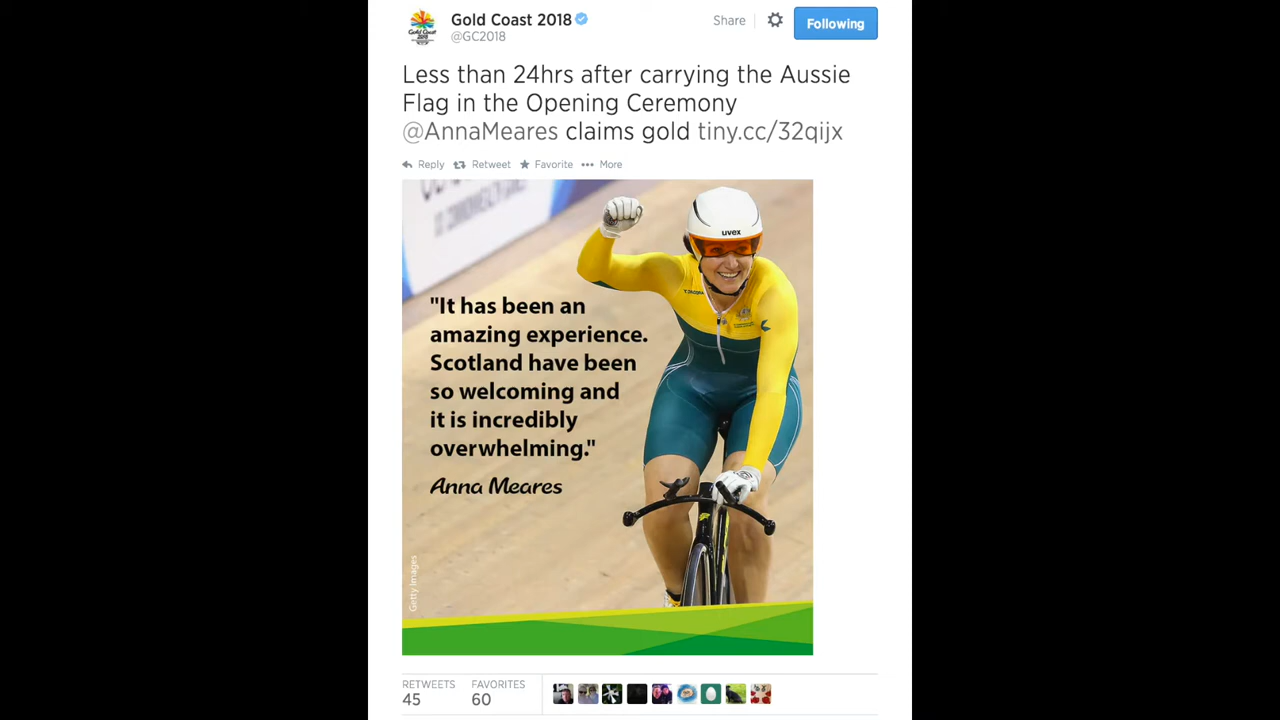 Gold Coast 2018
@GC2018
Share
Following
Less than 24hrs after carrying the Aussie
Flag in the Opening Ceremony
@AnnaMeares claims gold tiny.cc/32qijx
Reply Retweet Favorite More
uvex
"It has been an
amazing experience.
Scotland have been
so welcoming and
it is incredibly
overwhelming."
Anna Meares
Getty Images
RETWEETS FAVORITES
45 60